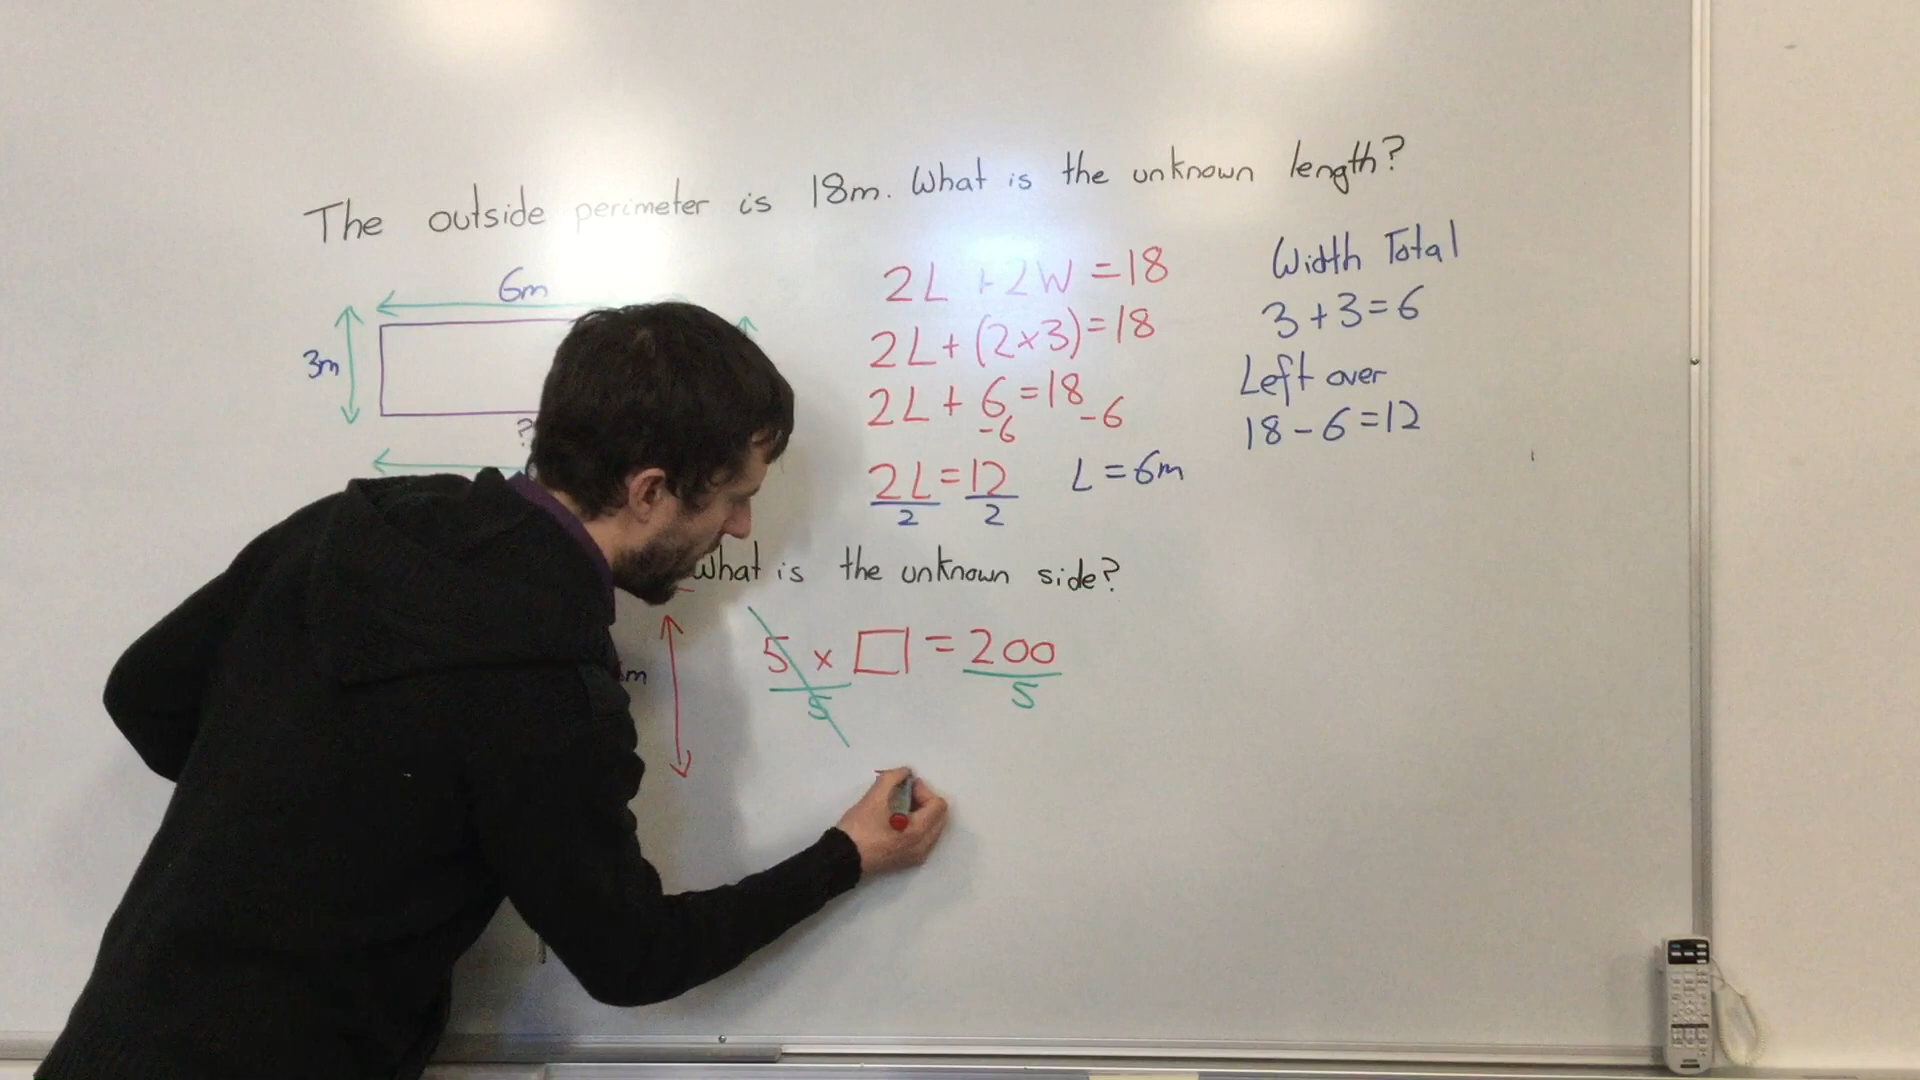 The outside perimeter is 18m. What is the unknown length?
6m
3m
?
2L + 2W = 18
2L + (2×3) = 18
2L + 6 = 18
-6 -6
2L = 12 L = 6m
2 2
Width Total
3 + 3 = 6
Left over
18 - 6 = 12
What is the unknown side?
m
5 × □ = 200
5 5